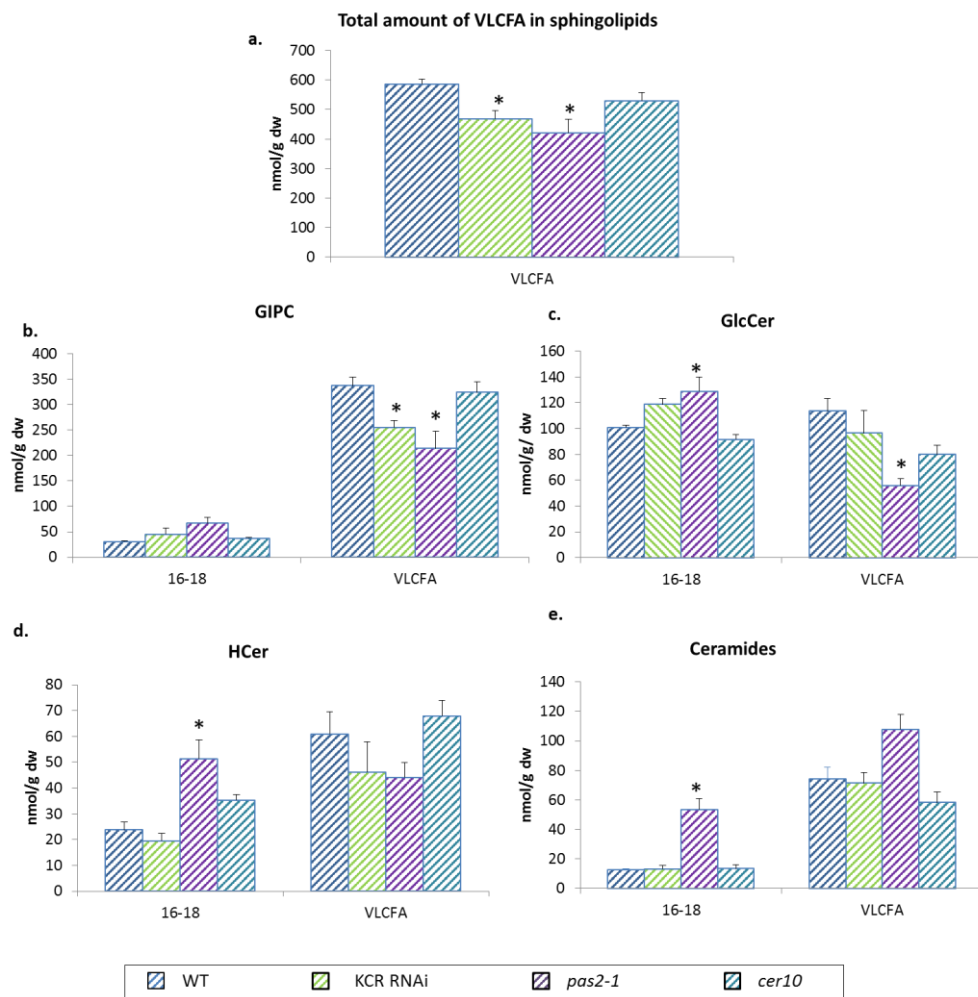 Total amount of VLCFA in sphingolipids
a.
700
600
500
400
300
200
100
0
nmol/g dw
*
*
VLCFA
b.
GIPC
400
350
300
250
200
150
100
50
0
nmol/g dw
*
*
16-18
VLCFA
c.
GlcCer
160
140
120
100
80
60
40
20
0
nmol/g/ dw
*
*
16-18
VLCFA
d.
HCer
80
70
60
50
40
30
20
10
0
nmol/g dw
*
16-18
VLCFA
e.
Ceramides
140
120
100
80
60
40
20
0
nmol/g dw
*
16-18
VLCFA
WT KCR RNAi pas2-1 cer10